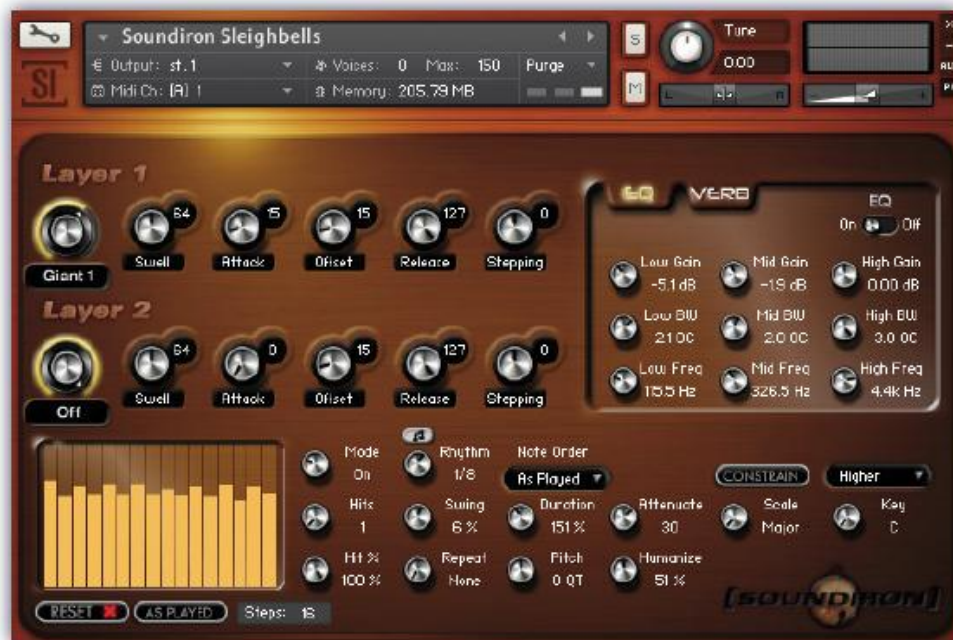 Soundiron Sleighbells
Output: st.1
Voices: 0 Max: 150
Purge
Midi Ch: [A] 1
Memory: 205.79 MB
SI
S
M
Tune
0.00
L
R
Layer 1
Giant 1
64
Swell
15
Attack
15
Offset
127
Release
0
Stepping
Layer 2
Off
64
Swell
0
Attack
15
Offset
127
Release
0
Stepping
EQ
VERB
EQ
On
Off
Low Gain
-5.1 dB
Mid Gain
-1.9 dB
High Gain
0.00 dB
Low BW
2.1 OC
Mid BW
2.0 OC
High BW
3.0 OC
Low Freq
115.5 Hz
Mid Freq
326.5 Hz
High Freq
4.4k Hz
Mode
On
Rhythm
1/8
Note Order
As Played
CONSTRAIN
Higher
Hits
1
Swing
6 %
Duration
151 %
Attenuate
30
Scale
Major
Key
C
Hit %
100 %
Repeat
None
Pitch
0 QT
Humanize
51 %
RESET
AS PLAYED
Steps: 16
[SOUNDIRON]